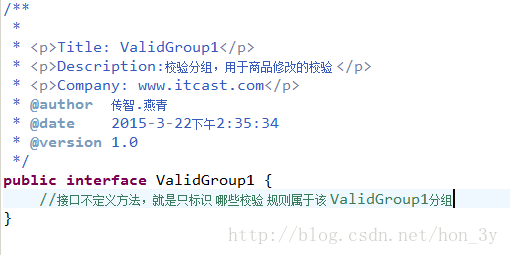 /**
 *
 * <p>Title: ValidGroup1</p>
 * <p>Description:校验分组，用于商品修改的校验 </p>
 * <p>Company: www.itcast.com</p>
 * @author  传智.燕青
 * @date    2015-3-22下午2:35:34
 * @version 1.0
 */
public interface ValidGroup1 {
    //接口不定义方法，就是只标识 哪些校验 规则属于该 ValidGroup1分组
}
http://blog.csdn.net/hon_3y